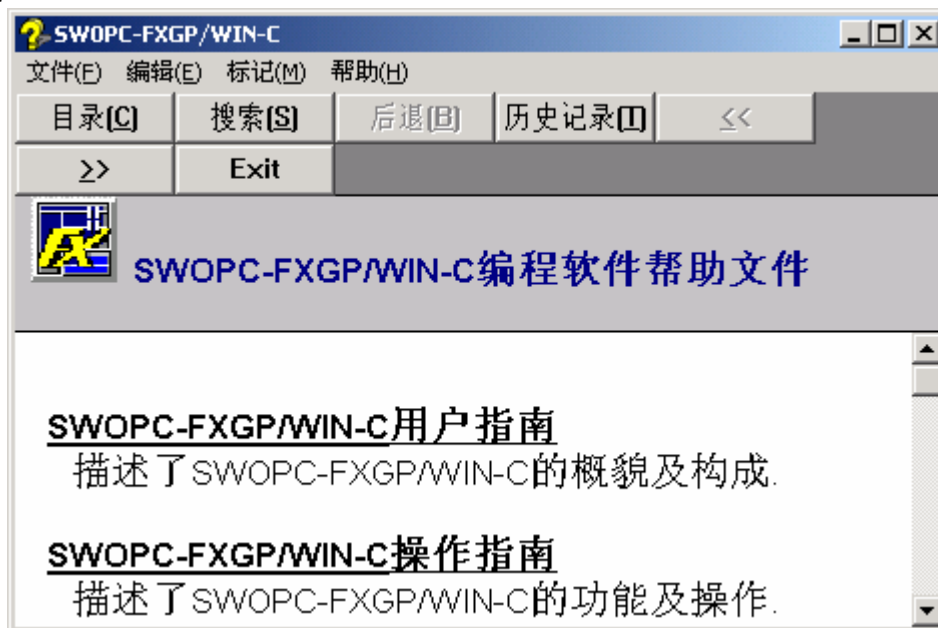 SWOPC-FXGP/WIN-C
文件(F) 编辑(E) 标记(M) 帮助(H)
目录(C) 搜索(S) 后退(B) 历史记录(T) <<
>> Exit
SWOPC-FXGP/WIN-C编程软件帮助文件
SWOPC-FXGP/WIN-C用户指南
描述了SWOPC-FXGP/WIN-C的概貌及构成.
SWOPC-FXGP/WIN-C操作指南
描述了SWOPC-FXGP/WIN-C的功能及操作.